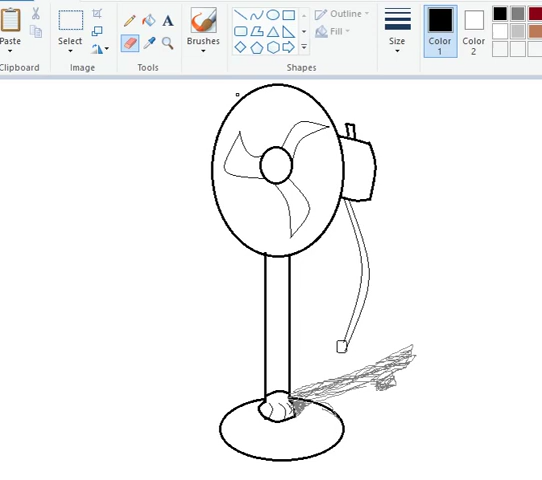 Paste
Select
Brushes
Outline
Fill
Size
Color
1
Color
2
Clipboard
Image
Tools
Shapes
A